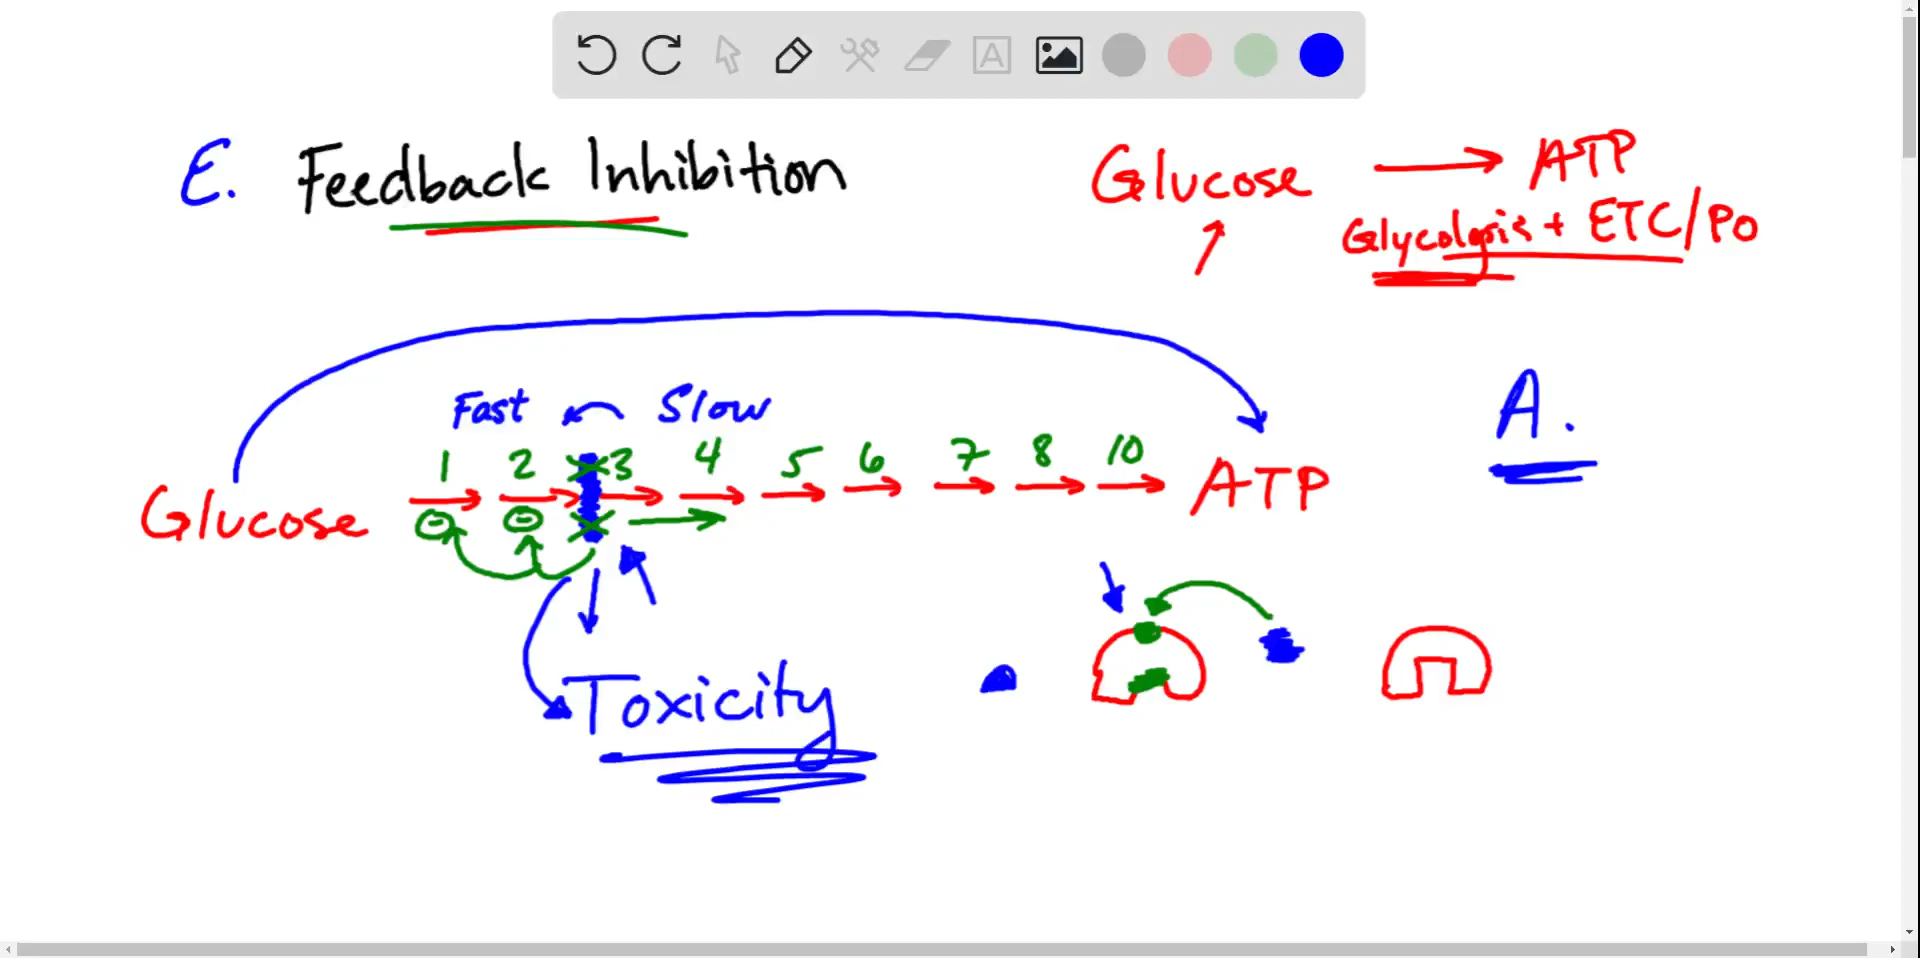 E. Feedback Inhibition
Glucose → ATP
Glycolysis + ETC/PO
Fast Slow
A.
1 2 3 4 5 6 7 8 10
Glucose ATP
Toxicity